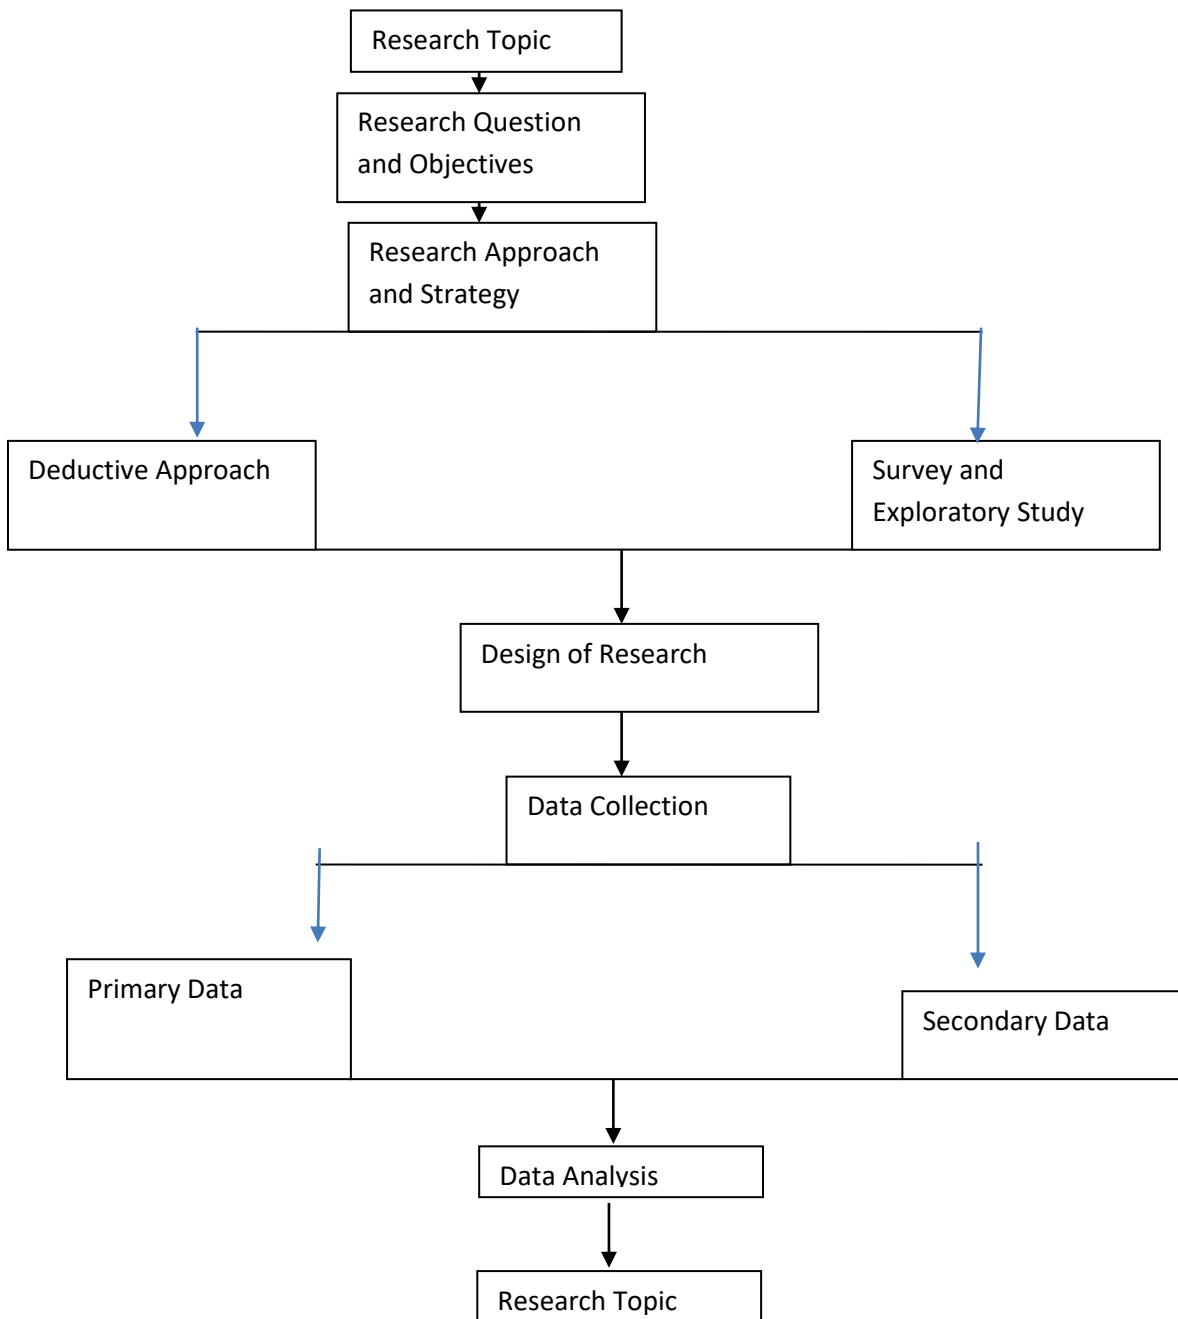 Research Topic
Research Question
and Objectives
Research Approach
and Strategy
Deductive Approach
Survey and
Exploratory Study
Design of Research
Data Collection
Primary Data
Secondary Data
Data Analysis
Research Topic